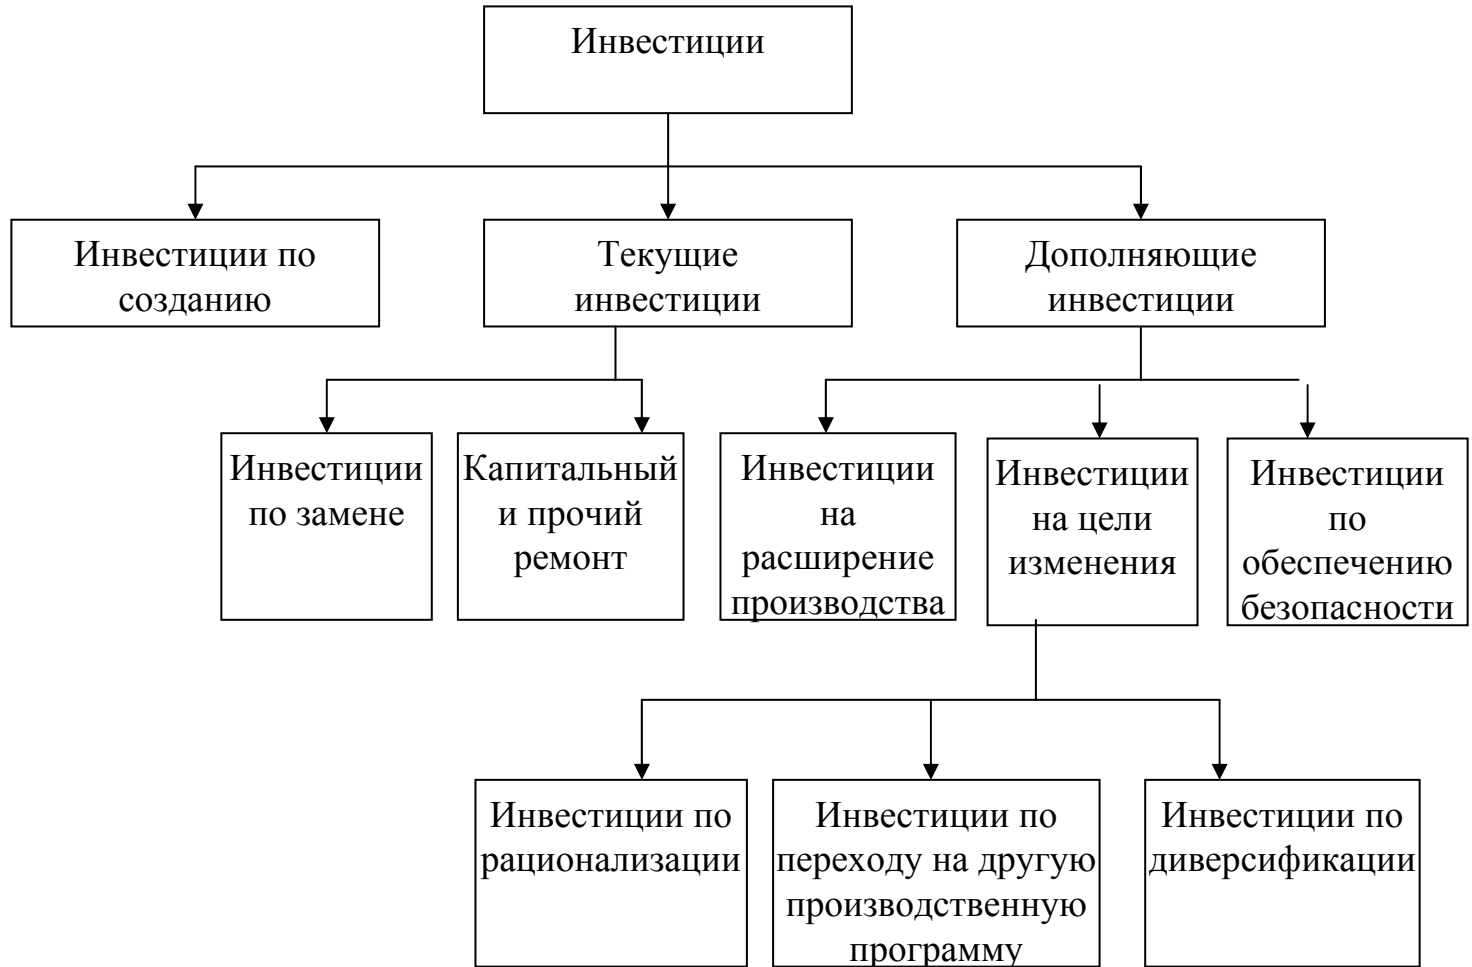 Инвестиции
Инвестиции по
созданию
Текущие
инвестиции
Дополняющие
инвестиции
Инвестиции
по замене
Капитальный
и прочий
ремонт
Инвестиции
на
расширение
производства
Инвестиции
на цели
изменения
Инвестиции
по
обеспечению
безопасности
Инвестиции по
рационализации
Инвестиции по
переходу на другую
производственную
программу
Инвестиции по
диверсификации